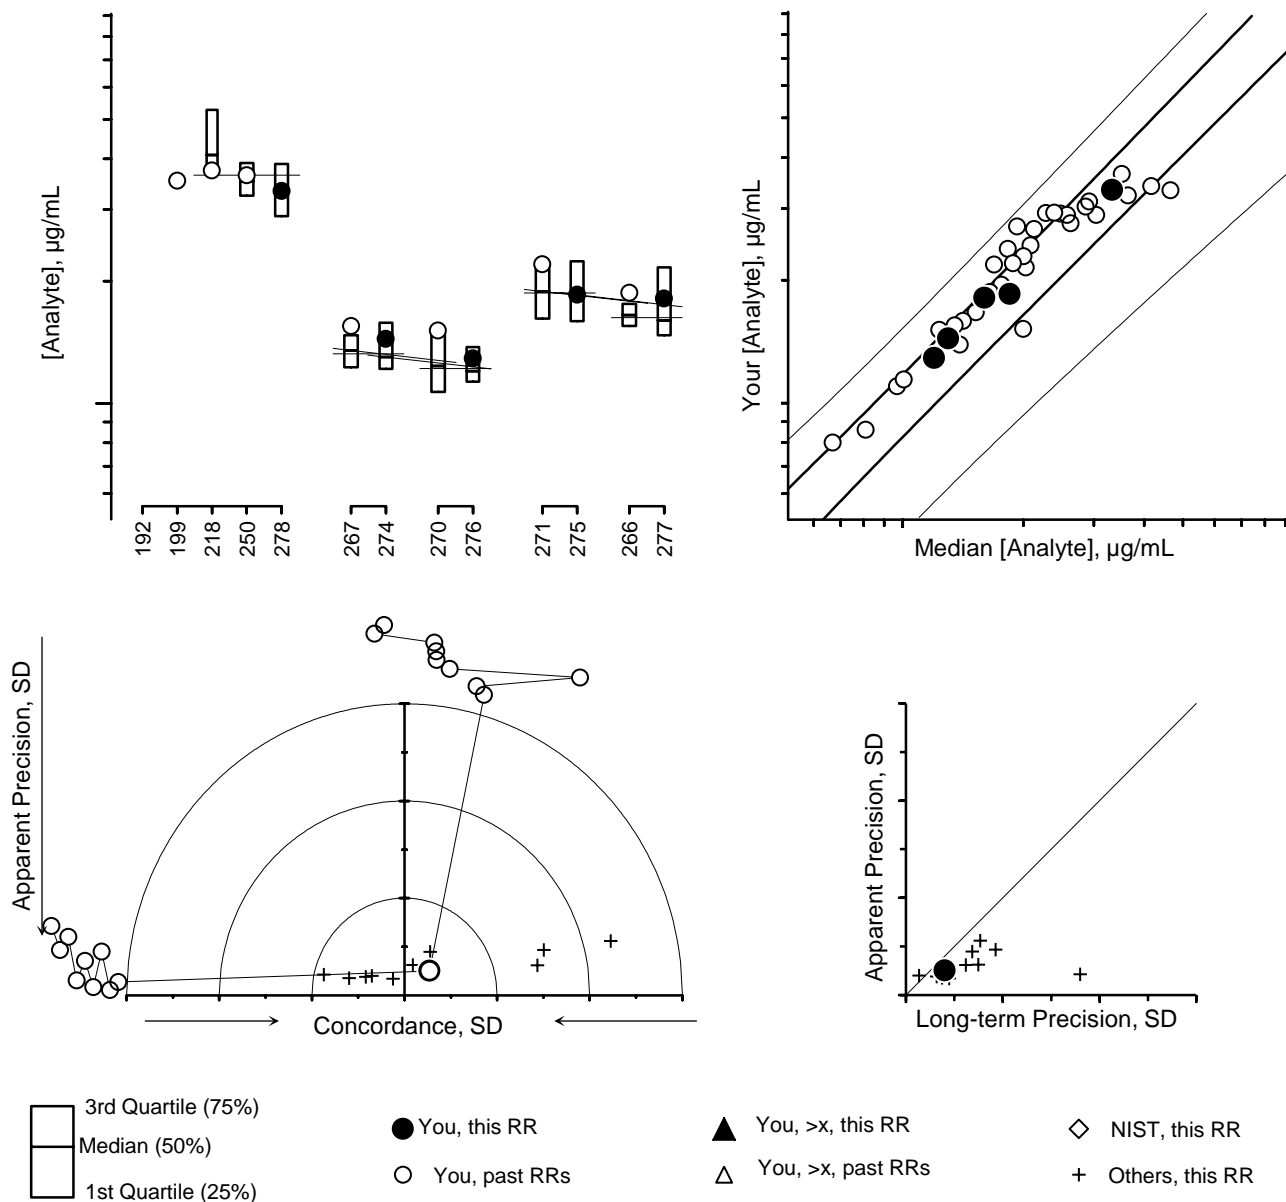 [Analyte], µg/mL
192
199
218
250
278
267
274
270
276
271
275
266
277
Your [Analyte], µg/mL
Median [Analyte], µg/mL
Apparent Precision, SD
Concordance, SD
Apparent Precision, SD
Long-term Precision, SD
3rd Quartile (75%)
Median (50%)
1st Quartile (25%)
You, this RR
You, past RRs
You, >x, this RR
You, >x, past RRs
NIST, this RR
Others, this RR